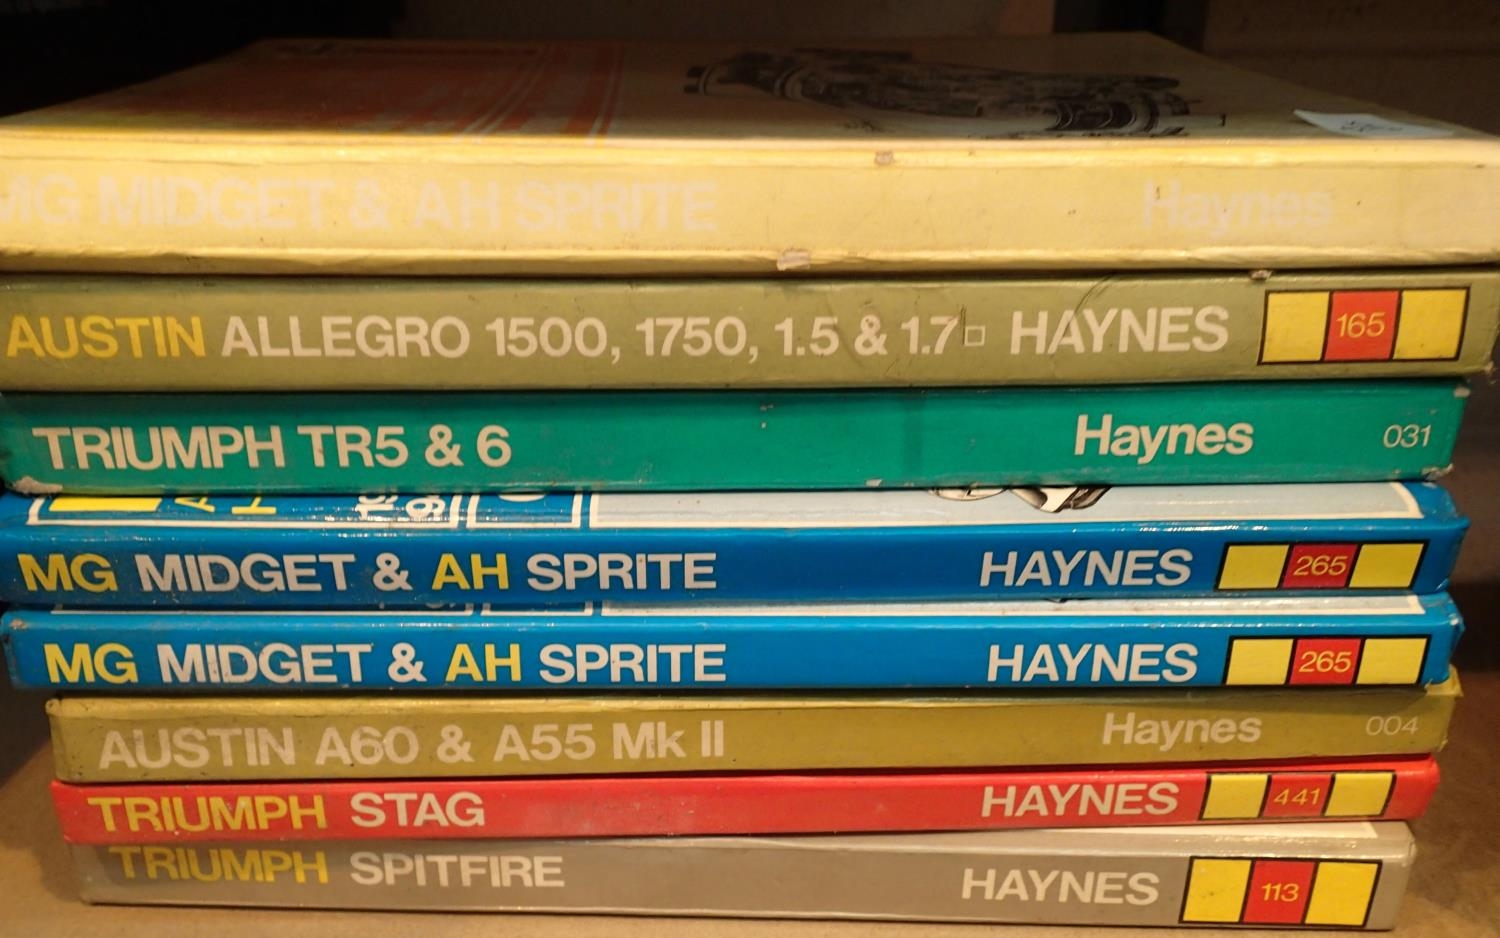 MG MIDGET & AH SPRITE Haynes
AUSTIN ALLEGRO 1500, 1750, 1.5 & 1.7 HAYNES 165
TRIUMPH TR5 & 6 Haynes 031
MG MIDGET & AH SPRITE HAYNES 265
MG MIDGET & AH SPRITE HAYNES 265
AUSTIN A60 & A55 Mk II Haynes 004
TRIUMPH STAG HAYNES 441
TRIUMPH SPITFIRE HAYNES 113